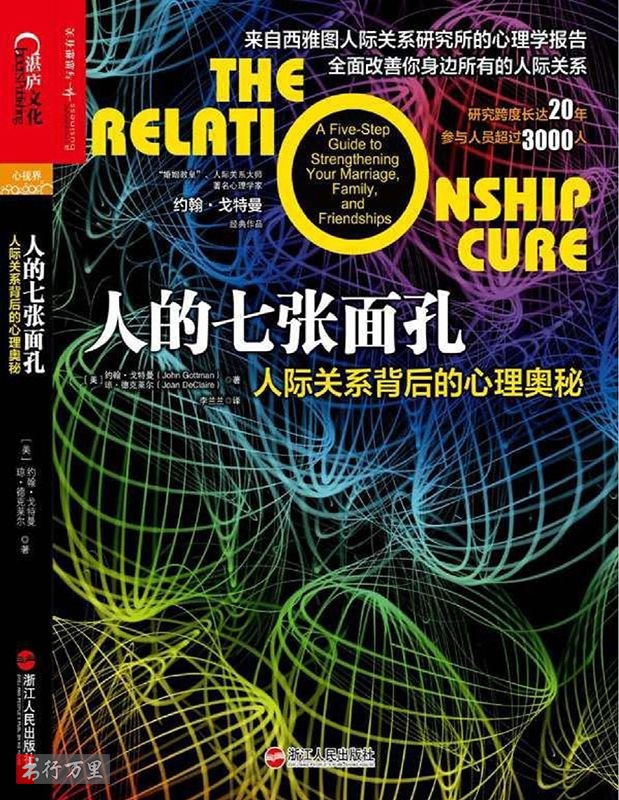 来自西雅图人际关系研究所的心理学报告
全面改善你身边所有的人际关系
研究跨度长达20年
参与人员超过3000人
THE
RELATIONSHIP
CURE
A Five-Step
Guide to
Strengthening
Your Marriage,
Family,
and
Friendships
“婚姻教皇”、人际关系大师
著名心理学家
约翰·戈特曼
经典作品
人的七张面孔
人际关系背后的心理奥秘
[美] 约翰·戈特曼(John Gottman)
琼·德克莱尔(Joan DeClaire) 著
李兰兰 译
浙江人民出版社
湛庐文化
Cheers Publishing
business
与思想有关
心视界
人的七张面孔
人际关系背后的心理奥秘
[美] 约翰·戈特曼
琼·德克莱尔 著
浙江人民出版社
书行万里